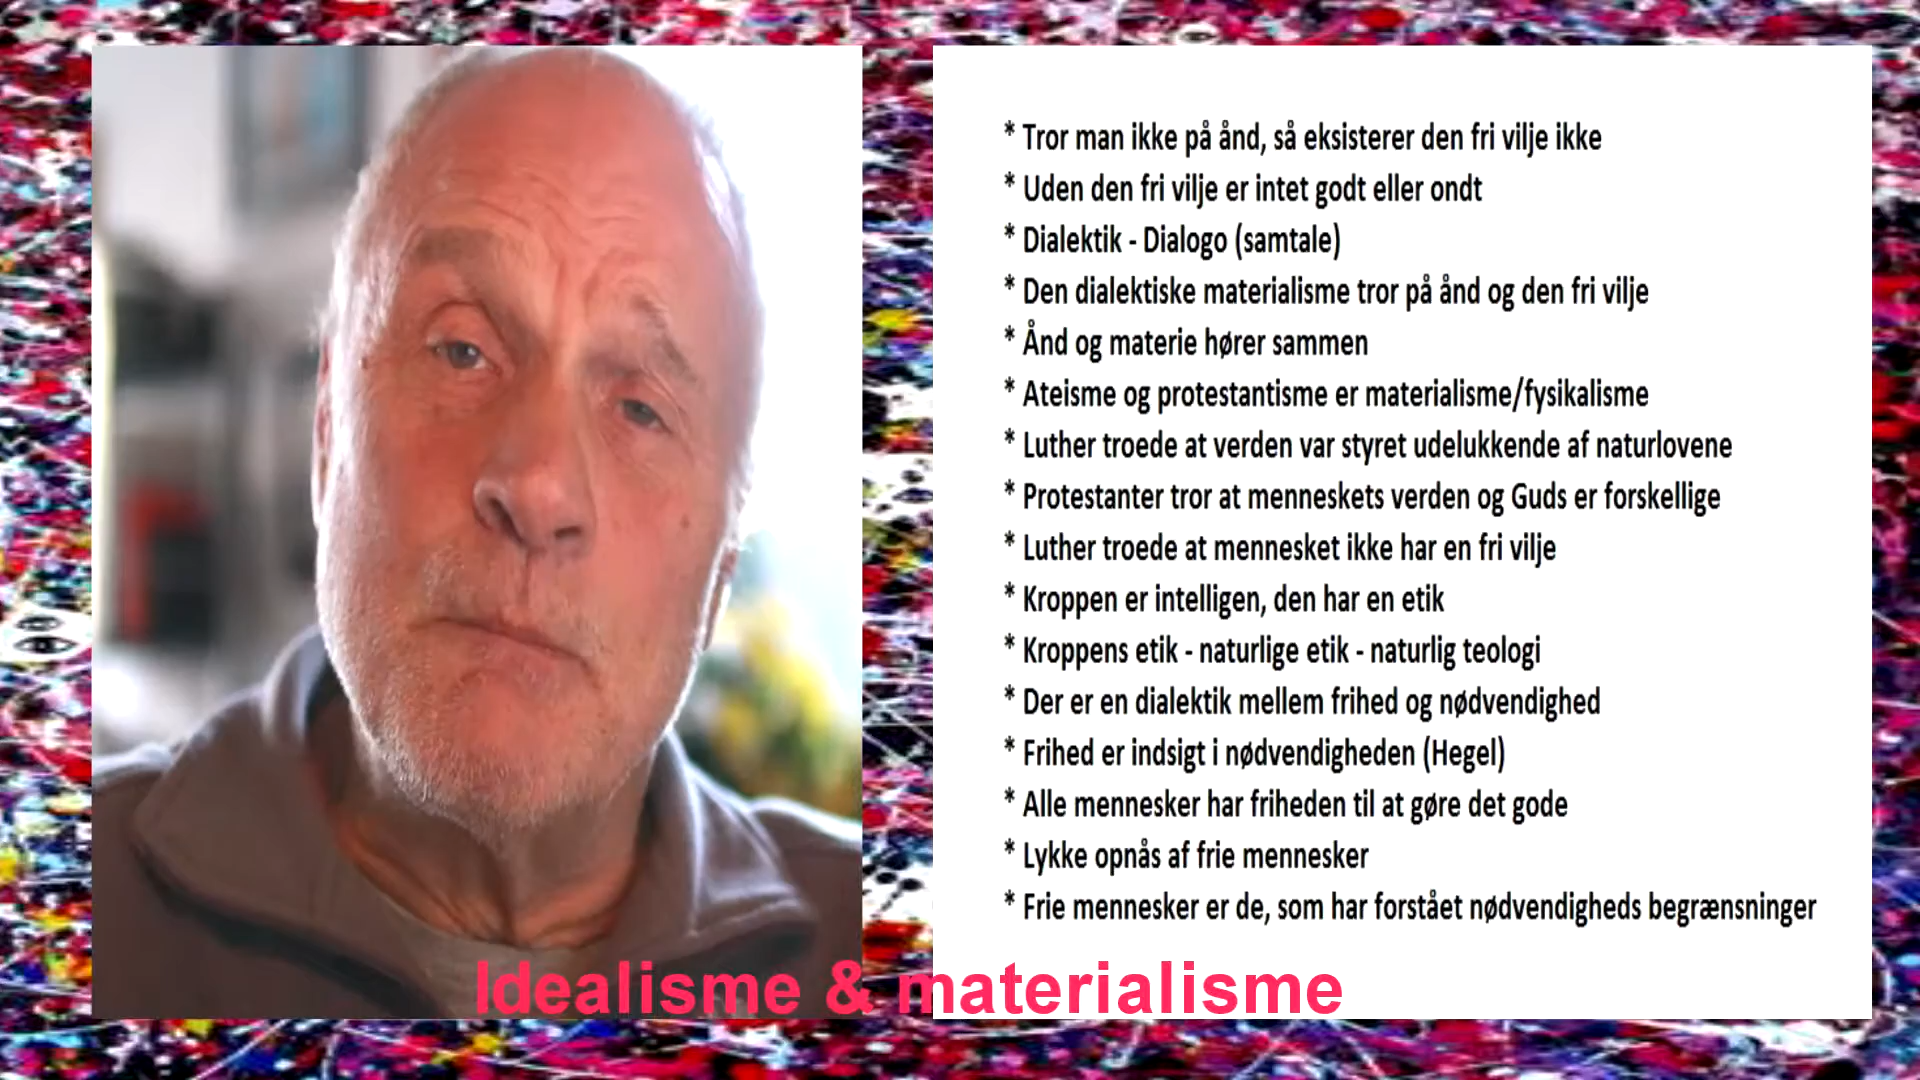 * Tror man ikke på ånd, så eksisterer den fri vilje ikke
* Uden den fri vilje er intet godt eller ondt
* Dialektik - Dialogo (samtale)
* Den dialektiske materialisme tror på ånd og den fri vilje
* Ånd og materie hører sammen
* Ateisme og protestantisme er materialisme/fysikalisme
* Luther troede at verden var styret udelukkende af naturlovene
* Protestanter tror at menneskets verden og Guds er forskellige
* Luther troede at mennesket ikke har en fri vilje
* Kroppen er intelligen, den har en etik
* Kroppens etik - naturlige etik - naturlig teologi
* Der er en dialektik mellem frihed og nødvendighed
* Frihed er indsigt i nødvendigheden (Hegel)
* Alle mennesker har friheden til at gøre det gode
* Lykke opnås af frie mennesker
* Frie mennesker er de, som har forstået nødvendigheds begrænsninger
Idealisme & materialisme